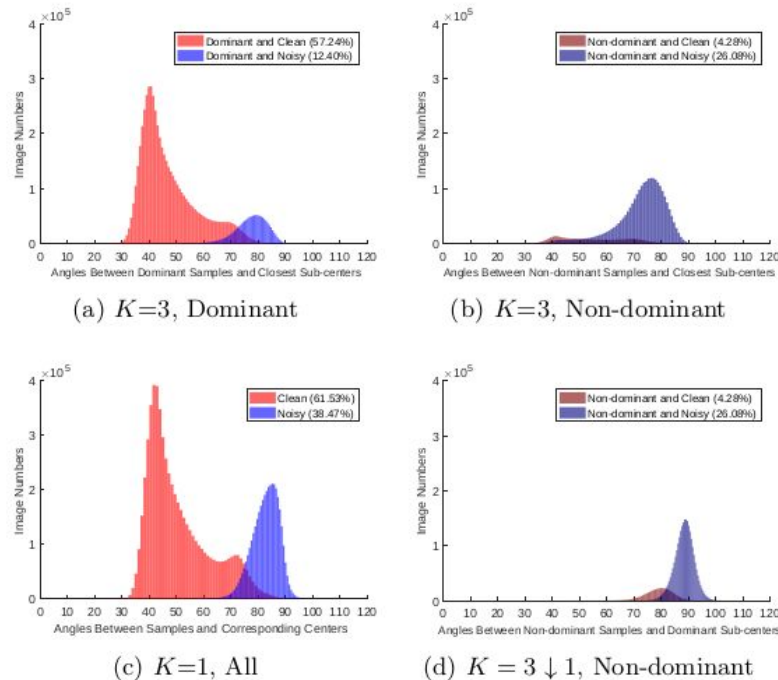 ×10⁵
4
3
2
1
0
Image Numbers
Dominant and Clean (57.24%)
Dominant and Noisy (12.40%)
0 10 20 30 40 50 60 70 80 90 100 110 120
Angles Between Dominant Samples and Closest Sub-centers
(a) K=3, Dominant
×10⁵
4
3
2
1
0
Image Numbers
Non-dominant and Clean (4.28%)
Non-dominant and Noisy (26.08%)
0 10 20 30 40 50 60 70 80 90 100 110 120
Angles Between Non-dominant Samples and Closest Sub-centers
(b) K=3, Non-dominant
×10⁵
4
3
2
1
0
Image Numbers
Clean (61.53%)
Noisy (38.47%)
0 10 20 30 40 50 60 70 80 90 100 110 120
Angles Between Samples and Corresponding Centers
(c) K=1, All
×10⁵
4
3
2
1
0
Image Numbers
Non-dominant and Clean (4.28%)
Non-dominant and Noisy (26.08%)
0 10 20 30 40 50 60 70 80 90 100 110 120
Angles Between Non-dominant Samples and Dominant Sub-centers
(d) K = 3 ↓ 1, Non-dominant